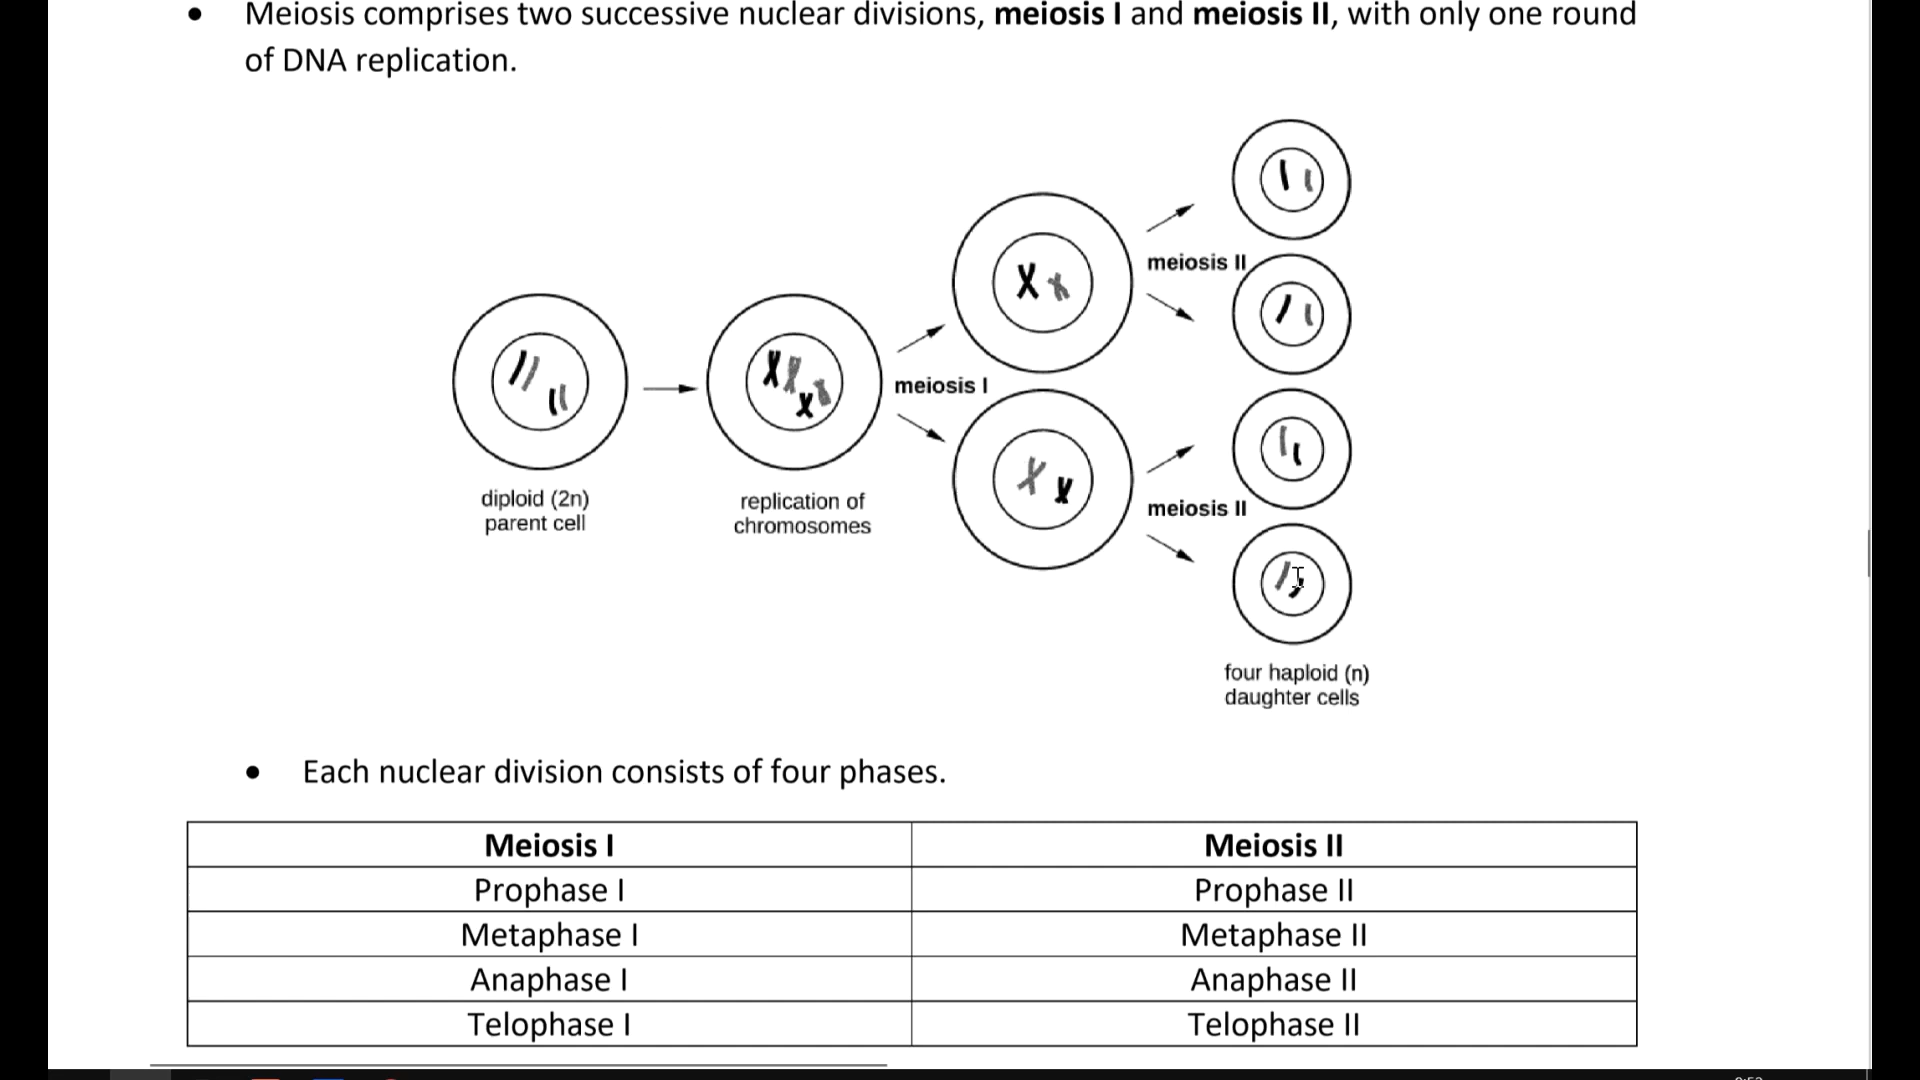 • Meiosis comprises two successive nuclear divisions, meiosis I and meiosis II, with only one round
of DNA replication.
meiosis II
meiosis I
diploid (2n)
parent cell
replication of
chromosomes
meiosis II
four haploid (n)
daughter cells
• Each nuclear division consists of four phases.
Meiosis I Meiosis II
Prophase I Prophase II
Metaphase I Metaphase II
Anaphase I Anaphase II
Telophase I Telophase II